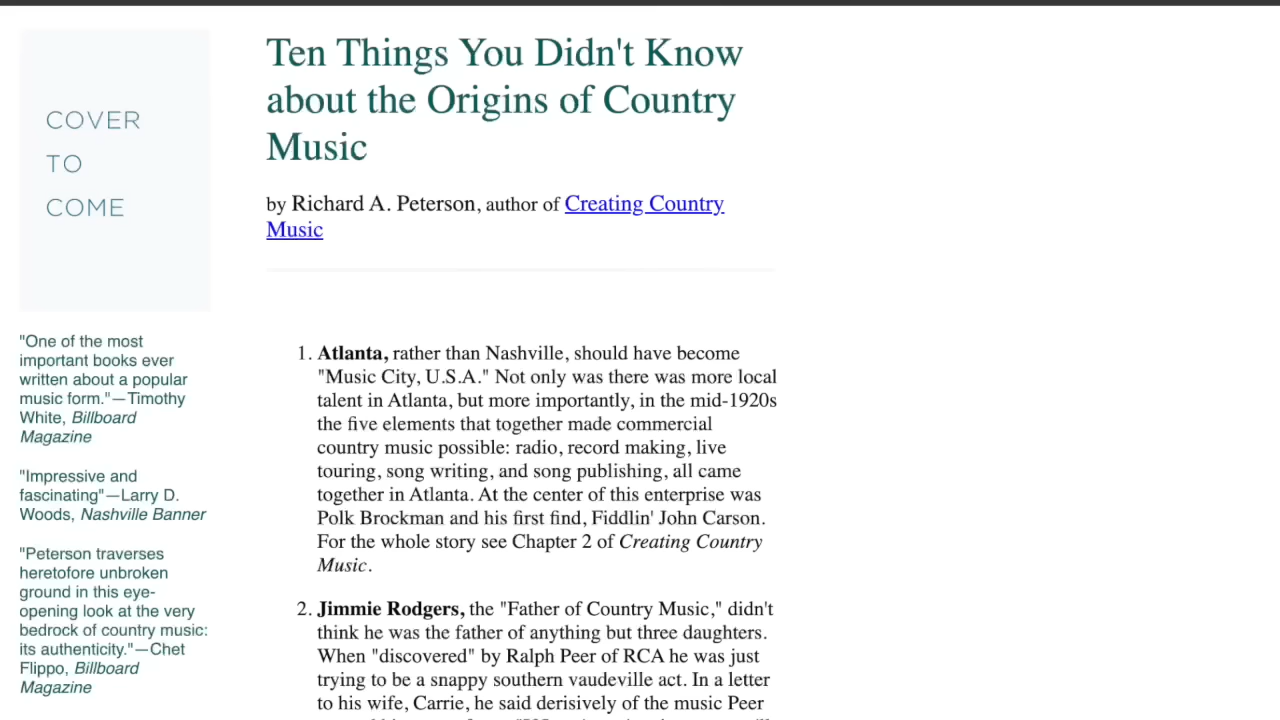 COVER
TO
COME
"One of the most
important books ever
written about a popular
music form."—Timothy
White, Billboard
Magazine
"Impressive and
fascinating"—Larry D.
Woods, Nashville Banner
"Peterson traverses
heretofore unbroken
ground in this eye-
opening look at the very
bedrock of country music:
its authenticity."—Chet
Flippo, Billboard
Magazine
Ten Things You Didn't Know
about the Origins of Country
Music
by Richard A. Peterson, author of Creating Country
Music
1. Atlanta, rather than Nashville, should have become
"Music City, U.S.A." Not only was there was more local
talent in Atlanta, but more importantly, in the mid-1920s
the five elements that together made commercial
country music possible: radio, record making, live
touring, song writing, and song publishing, all came
together in Atlanta. At the center of this enterprise was
Polk Brockman and his first find, Fiddlin' John Carson.
For the whole story see Chapter 2 of Creating Country
Music.
2. Jimmie Rodgers, the "Father of Country Music," didn't
think he was the father of anything but three daughters.
When "discovered" by Ralph Peer of RCA he was just
trying to be a snappy southern vaudeville act. In a letter
to his wife, Carrie, he said derisively of the music Peer